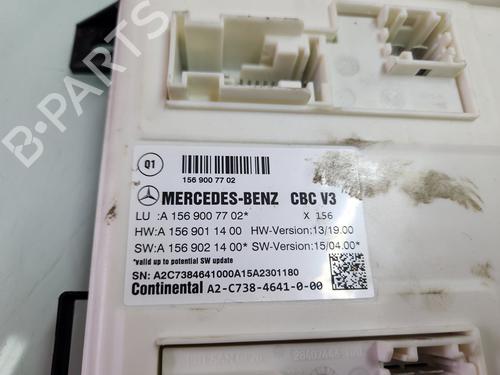 B-PARTS
Q1
156 900 77 02
MERCEDES-BENZ CBC V3
LU :A 156 900 77 02* X 156
HW:A 156 901 14 00 HW-Version:13/19.00
SW:A 156 902 14 00* SW-Version:15/04.00*
*valid up to potential SW update
SN: A2C7384641000A15A2301180
Continental A2-C738-4641-0-00